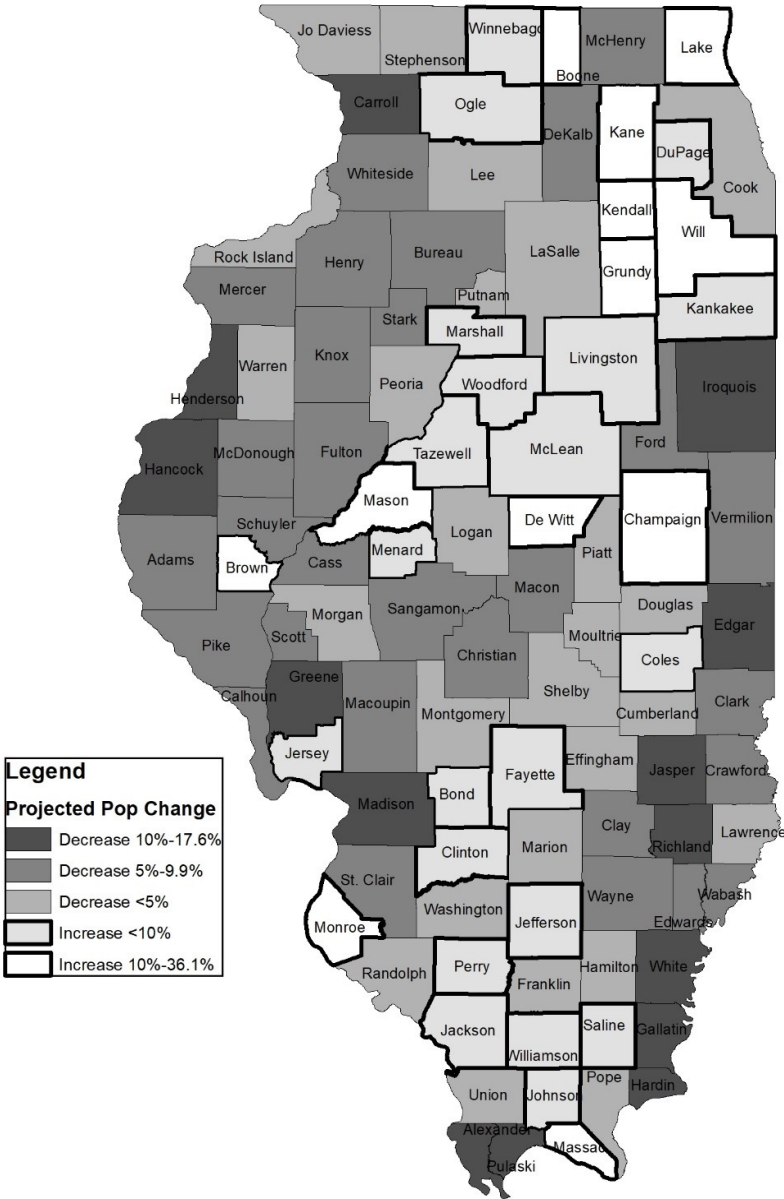 Jo Daviess
Stephenson
Winnebago
Boone
McHenry
Lake
Carroll
Ogle
DeKalb
Kane
DuPage
Cook
Whiteside
Lee
Kendall
Will
Rock Island
Henry
Bureau
LaSalle
Grundy
Mercer
Putnam
Kankakee
Stark
Marshall
Knox
Warren
Peoria
Woodford
Livingston
Iroquois
Henderson
McDonough
Fulton
Tazewell
McLean
Ford
Hancock
Mason
Logan
De Witt
Champaign
Vermilion
Schuyler
Adams
Brown
Cass
Menard
Piatt
Macon
Sangamon
Morgan
Douglas
Edgar
Scott
Pike
Moultrie
Christian
Coles
Greene
Shelby
Calhoun
Macoupin
Montgomery
Cumberland
Clark
Jersey
Effingham
Fayette
Jasper
Crawford
Bond
Madison
Clay
Richland
Lawrence
Clinton
Marion
St. Clair
Wayne
Wabash
Edwards
Washington
Jefferson
Monroe
Perry
Hamilton
White
Randolph
Franklin
Jackson
Williamson
Saline
Gallatin
Pope
Hardin
Union
Johnson
Alexander
Massac
Pulaski
Legend
Projected Pop Change
Decrease 10%-17.6%
Decrease 5%-9.9%
Decrease <5%
Increase <10%
Increase 10%-36.1%